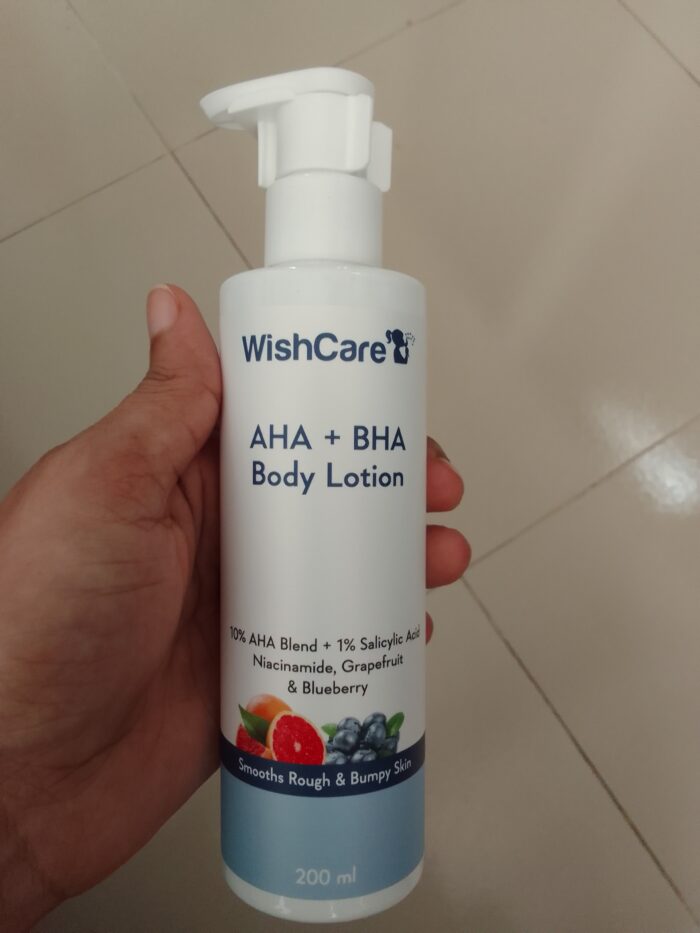 WishCare
AHA + BHA
Body Lotion
10% AHA Blend + 1% Salicylic Acid
Niacinamide, Grapefruit
& Blueberry
Smooths Rough & Bumpy Skin
200 ml